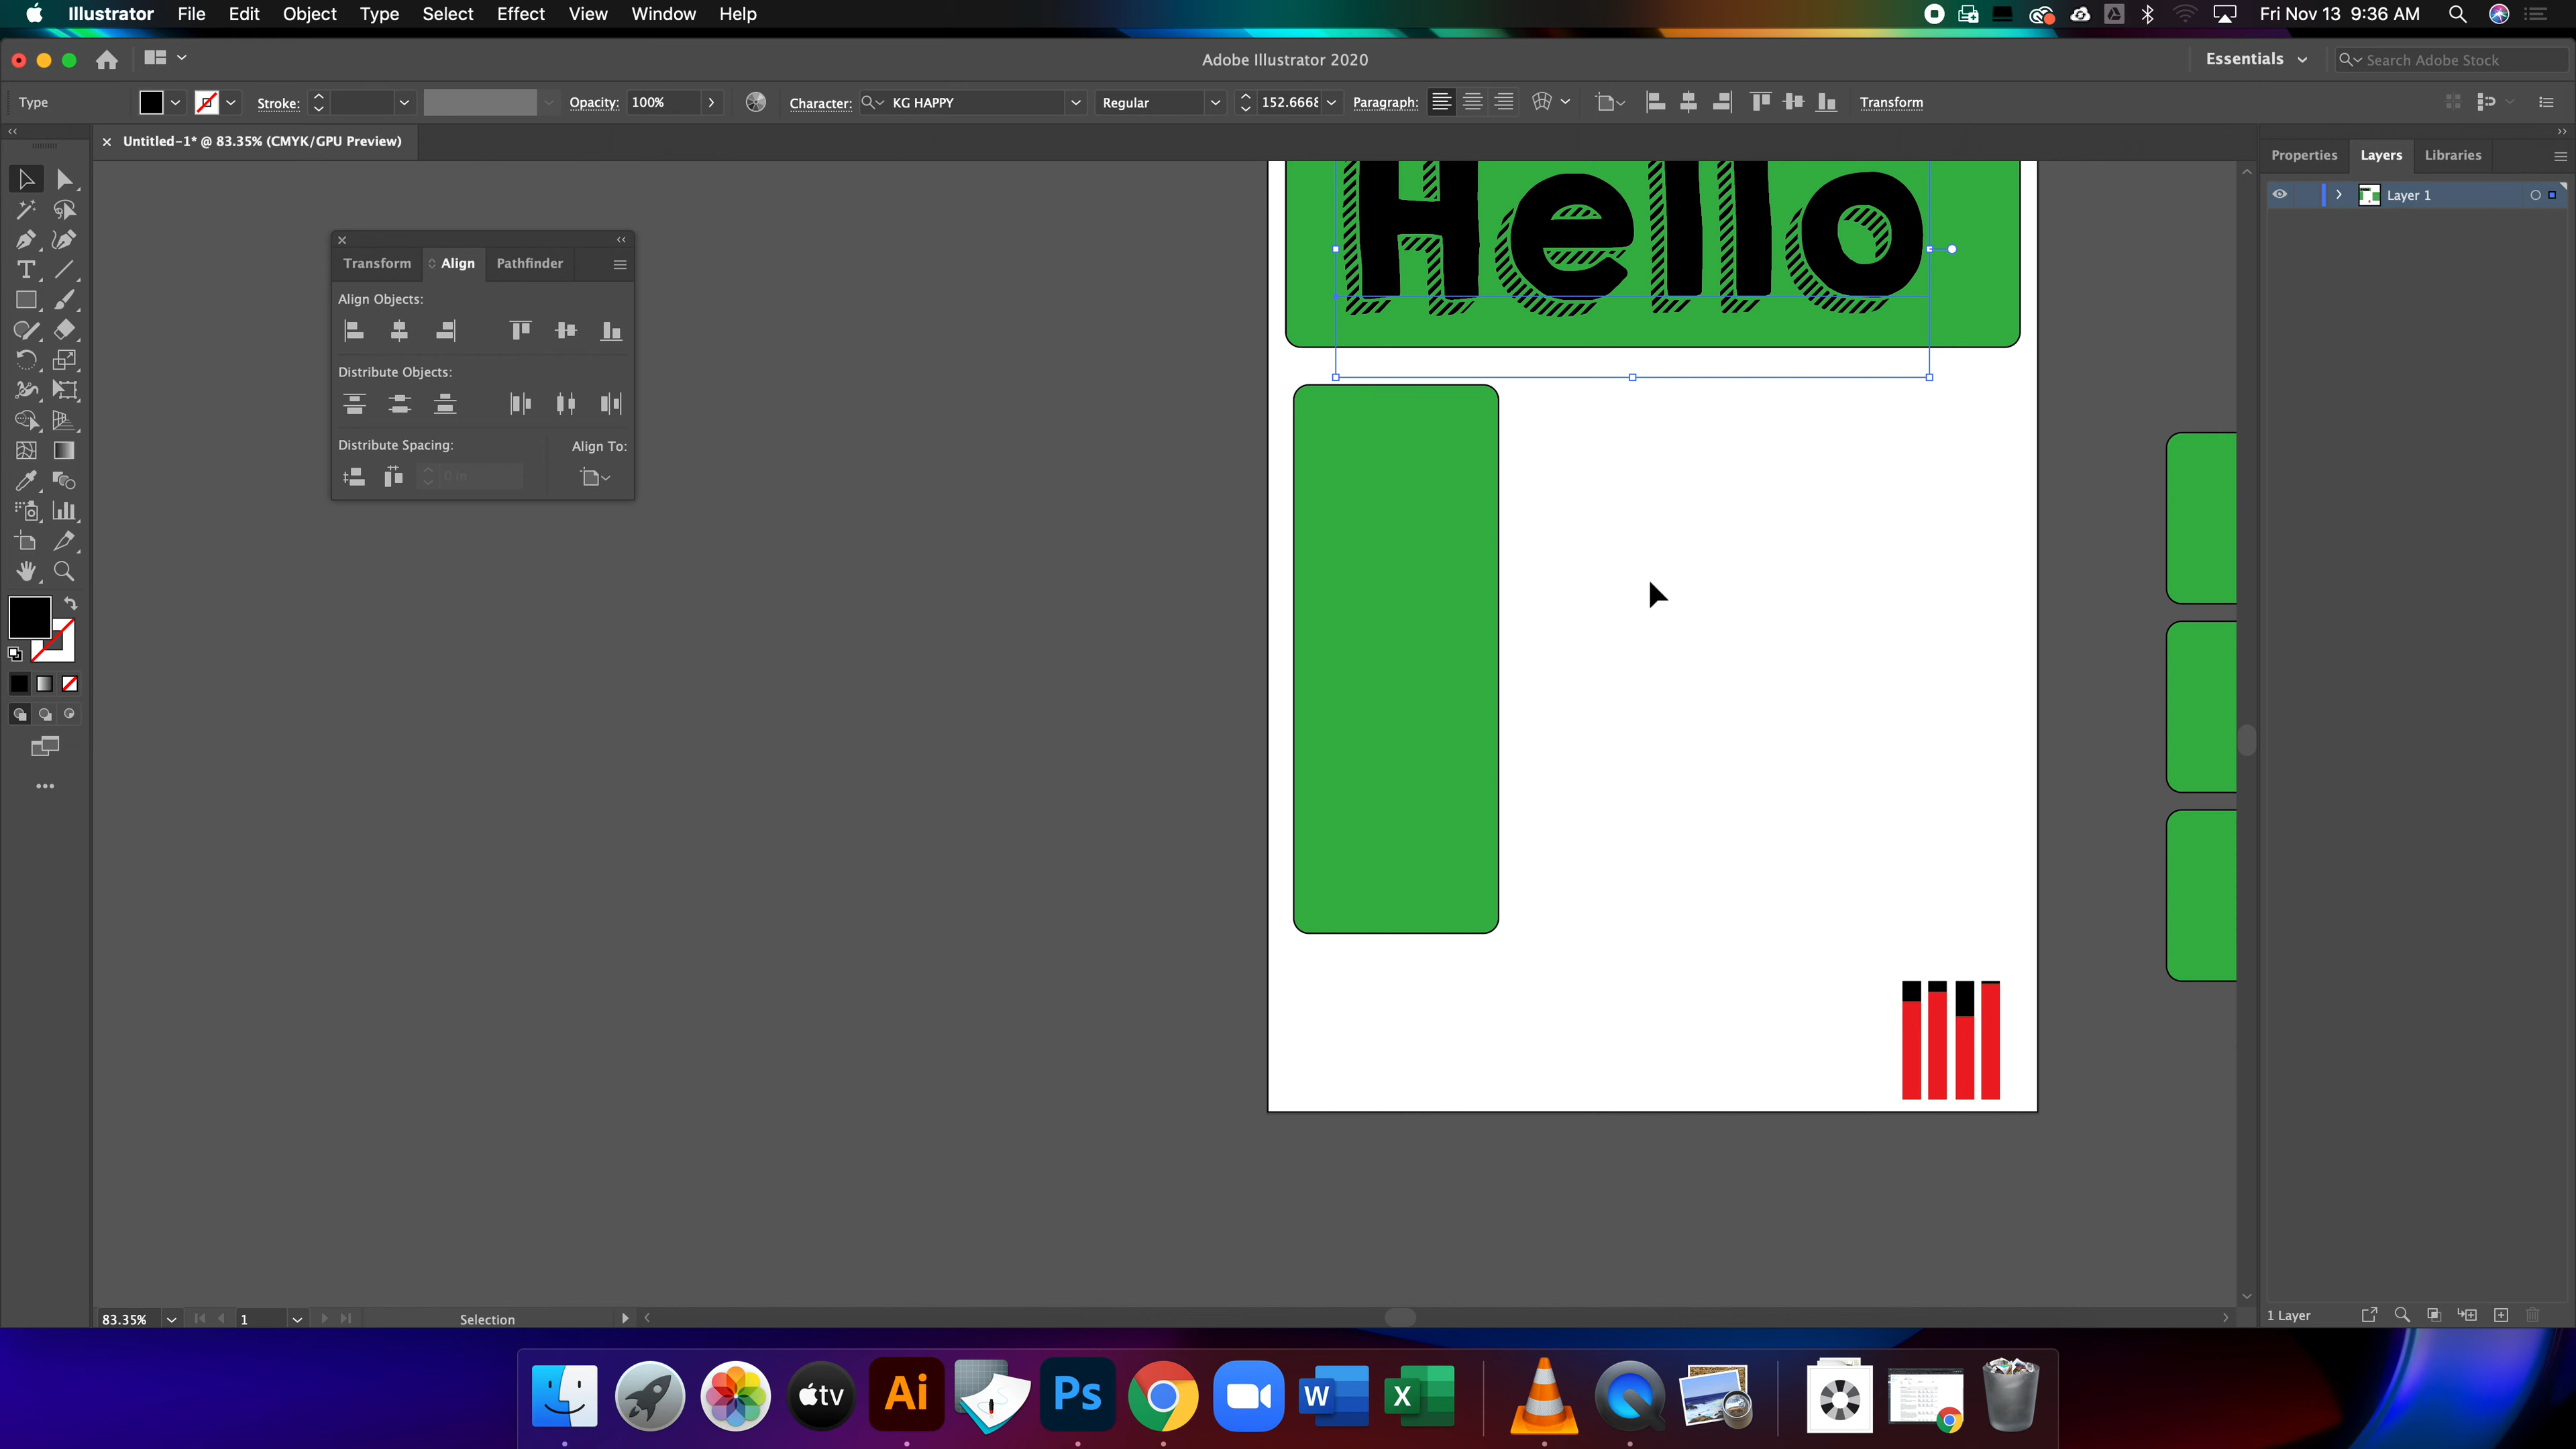 Illustrator File Edit Object Type Select Effect View Window Help Fri Nov 13 9:36 AM
Adobe Illustrator 2020 Essentials Search Adobe Stock
Type Stroke: Opacity: 100% Character: KG HAPPY Regular 152.6668 Paragraph: Transform
Untitled-1* @ 83.35% (CMYK/GPU Preview)
Properties Layers Libraries
Layer 1
Hello
Transform Align Pathfinder
Align Objects:
Distribute Objects:
Distribute Spacing: Align To:
0 in
83.35% 1 Selection
1 Layer
tv Ai Ps W X